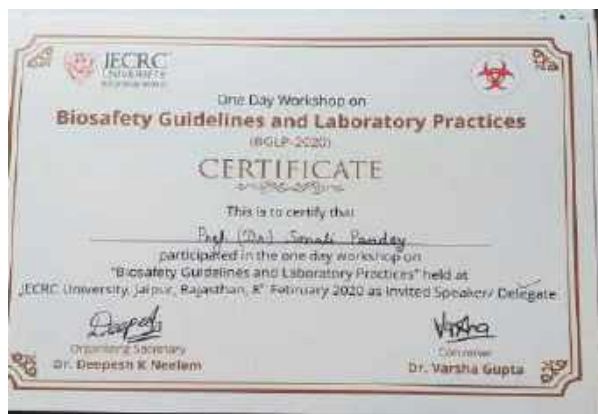 JECRC
UNIVERSITY
One Day Workshop on
Biosafety Guidelines and Laboratory Practices
(BGLP-2020)
CERTIFICATE
This is to certify that
Prof. (Dr.) Sonali Pandey
participated in the one day workshop on
"Biosafety Guidelines and Laboratory Practices" held at
JECRC University, Jaipur, Rajasthan, 8th February 2020 as Invited Speaker/ Delegate
Deepesh
Varsha
Organizing Secretary
Convener
Dr. Deepesh K Neelam
Dr. Varsha Gupta